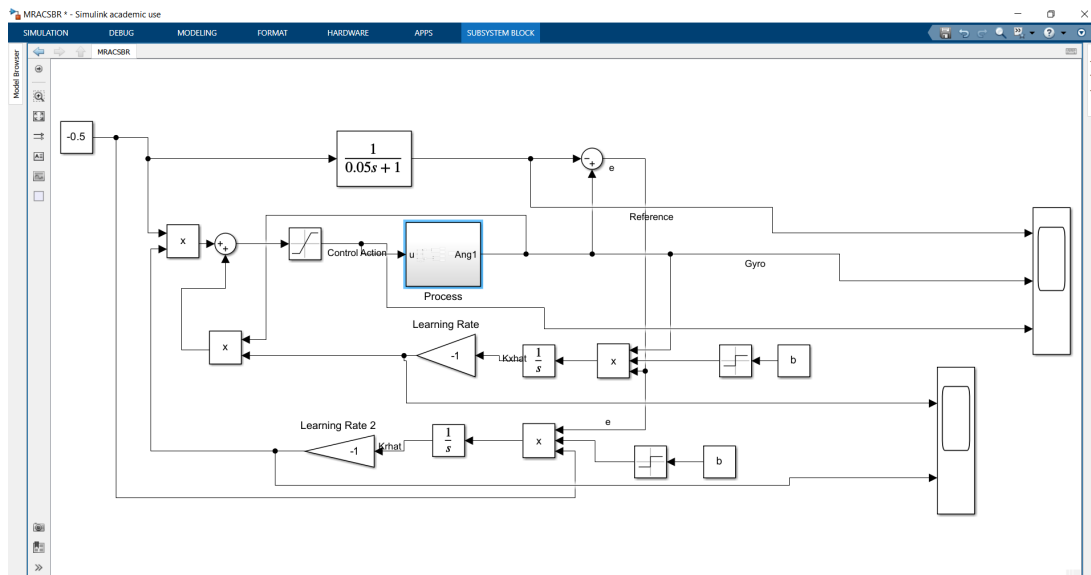 MRACSBR * - Simulink academic use
SIMULATION DEBUG MODELING FORMAT HARDWARE APPS SUBSYSTEM BLOCK
MRACSBR
Model Browser
-0.5
1
0.05s + 1
e
Reference
x
Control Action
u
Ang1
Gyro
Process
Learning Rate
x
-1
Kxhat
1
s
x
b
e
Learning Rate 2
-1
Krhat
1
s
x
b